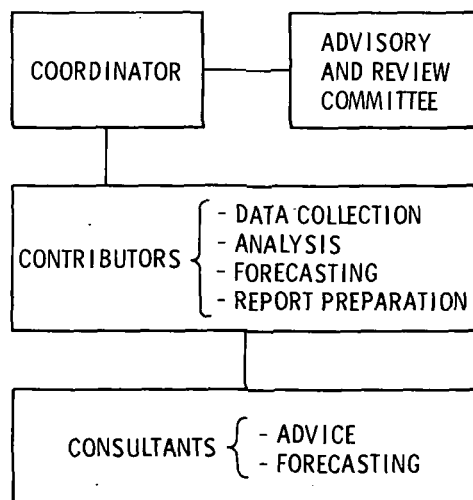 COORDINATOR
ADVISORY
AND REVIEW
COMMITTEE
CONTRIBUTORS
- DATA COLLECTION
- ANALYSIS
- FORECASTING
- REPORT PREPARATION
CONSULTANTS
- ADVICE
- FORECASTING